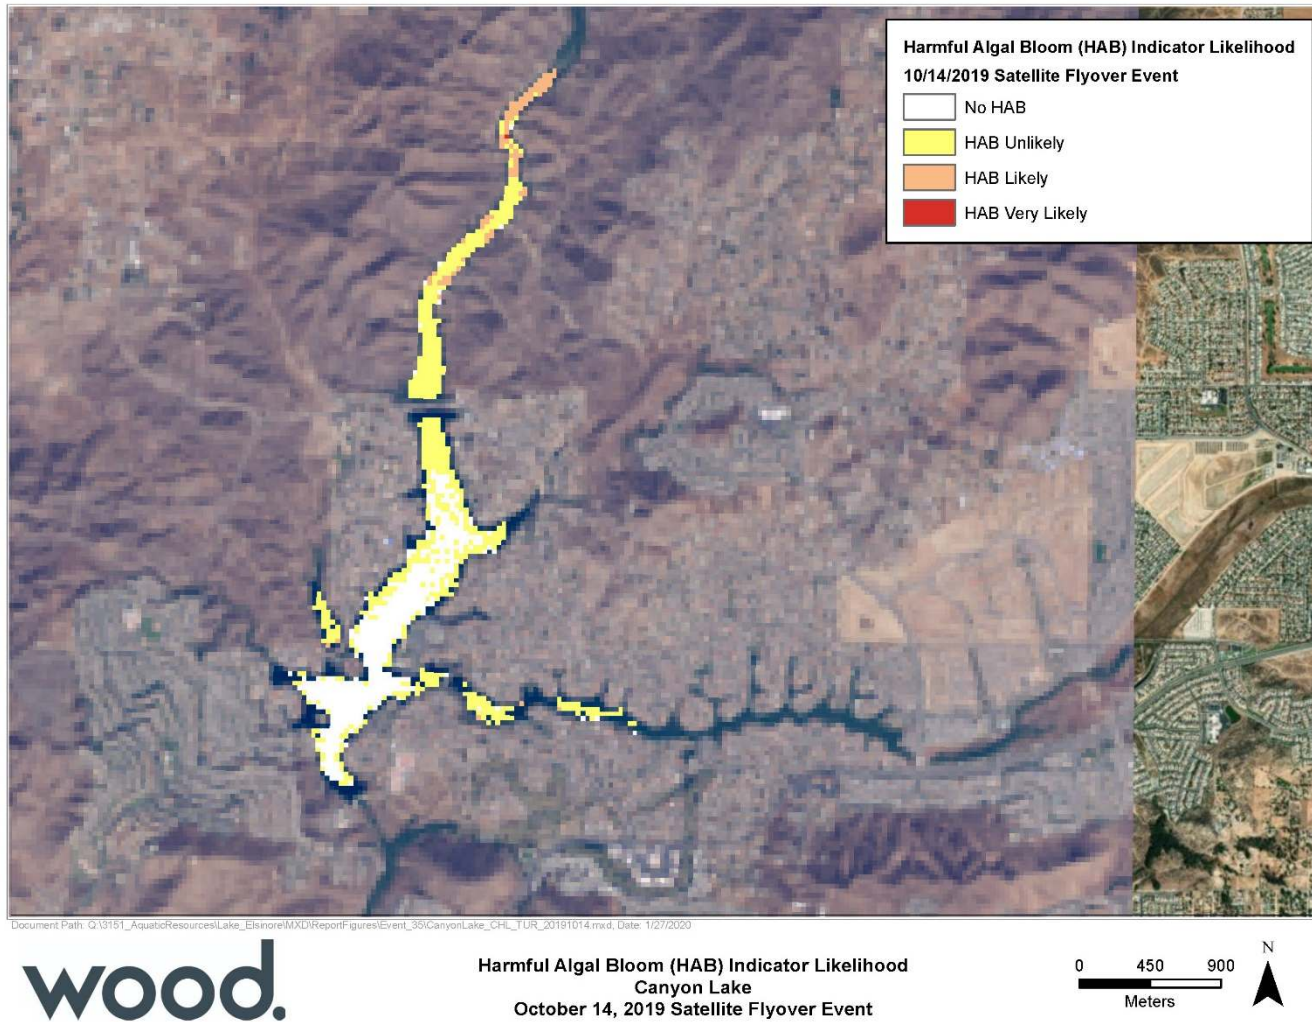 Harmful Algal Bloom (HAB) Indicator Likelihood
10/14/2019 Satellite Flyover Event
No HAB
HAB Unlikely
HAB Likely
HAB Very Likely
Document Path: Q:\3151_AquaticResources\Lake_Elsinore\MXD\ReportFigures\Event_35\CanyonLake_CHL_TUR_20191014.mxd, Date: 1/27/2020
wood.
Harmful Algal Bloom (HAB) Indicator Likelihood
Canyon Lake
October 14, 2019 Satellite Flyover Event
0 450 900
Meters
N